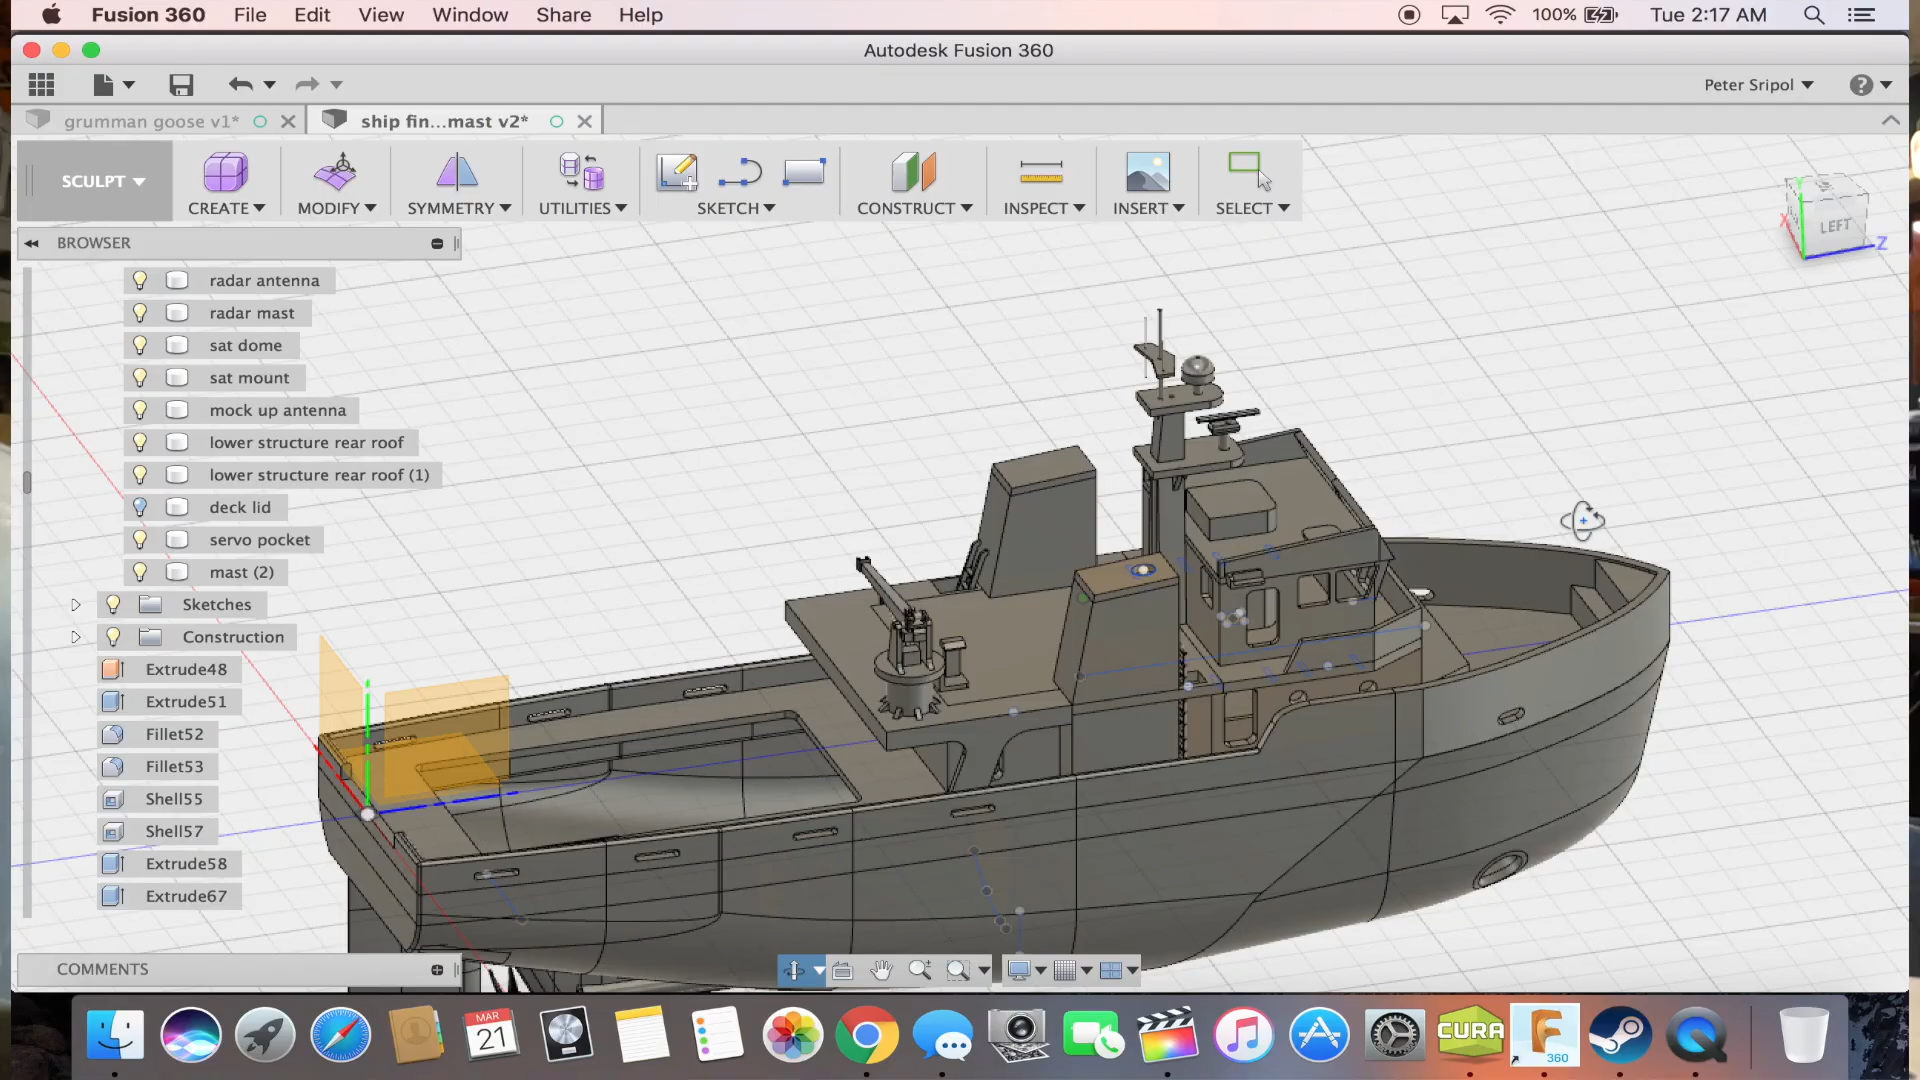 Fusion 360 File Edit View Window Share Help 100% Tue 2:17 AM
Autodesk Fusion 360
Peter Sripol
grumman goose v1* ship fin...mast v2*
SCULPT CREATE MODIFY SYMMETRY UTILITIES SKETCH CONSTRUCT INSPECT INSERT SELECT
Y
X LEFT Z
BROWSER
radar antenna
radar mast
sat dome
sat mount
mock up antenna
lower structure rear roof
lower structure rear roof (1)
deck lid
servo pocket
mast (2)
Sketches
Construction
Extrude48
Extrude51
Fillet52
Fillet53
Shell55
Shell57
Extrude58
Extrude67
COMMENTS
MAR
21
CURA
F
360